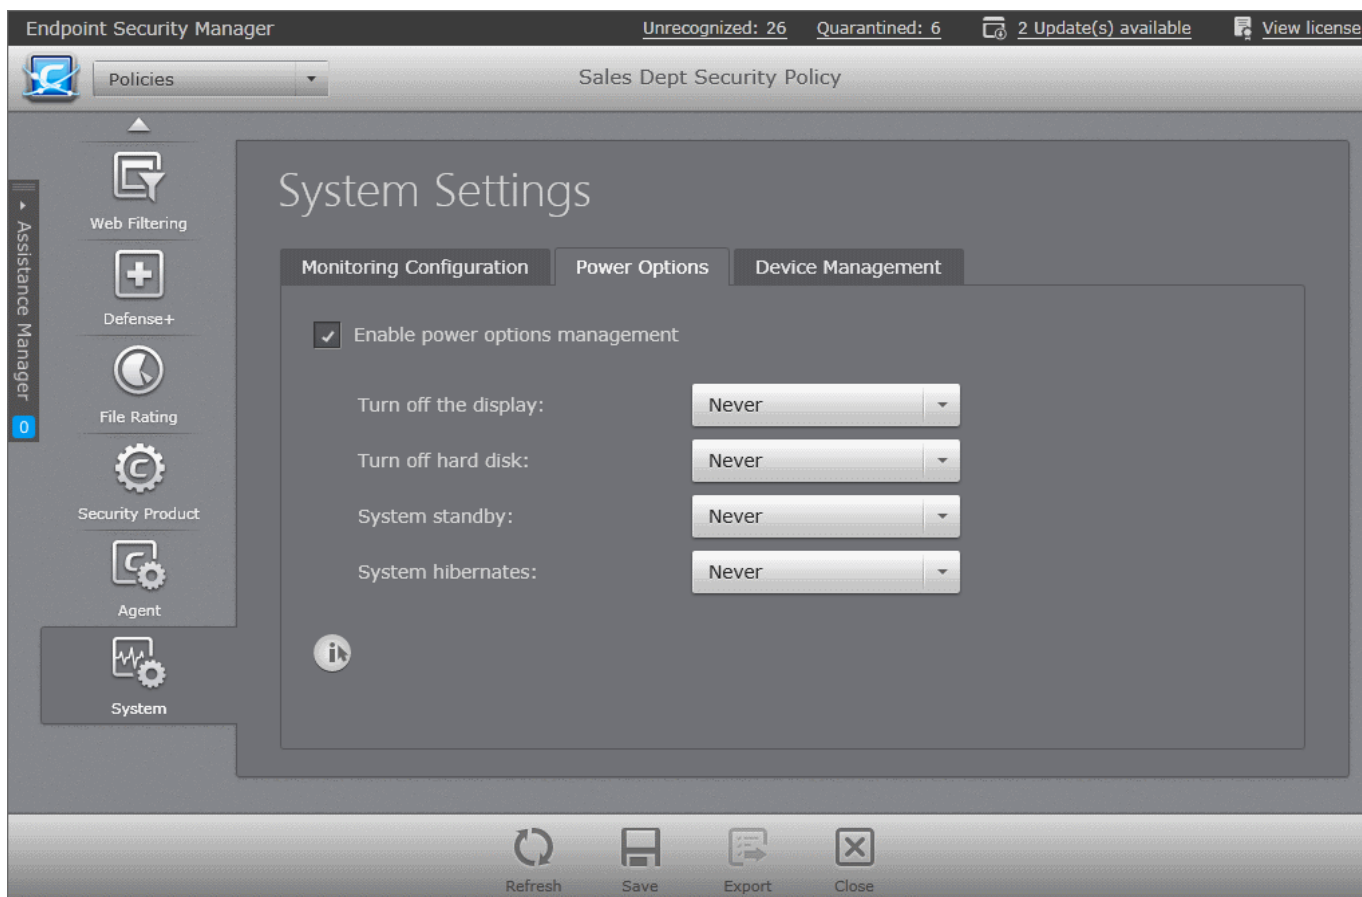 Endpoint Security Manager
Unrecognized: 26
Quarantined: 6
2 Update(s) available
View license
Policies
Sales Dept Security Policy
Assistance Manager
0
Web Filtering
Defense+
File Rating
Security Product
Agent
System
System Settings
Monitoring Configuration
Power Options
Device Management
Enable power options management
Turn off the display: Never
Turn off hard disk: Never
System standby: Never
System hibernates: Never
Refresh
Save
Export
Close